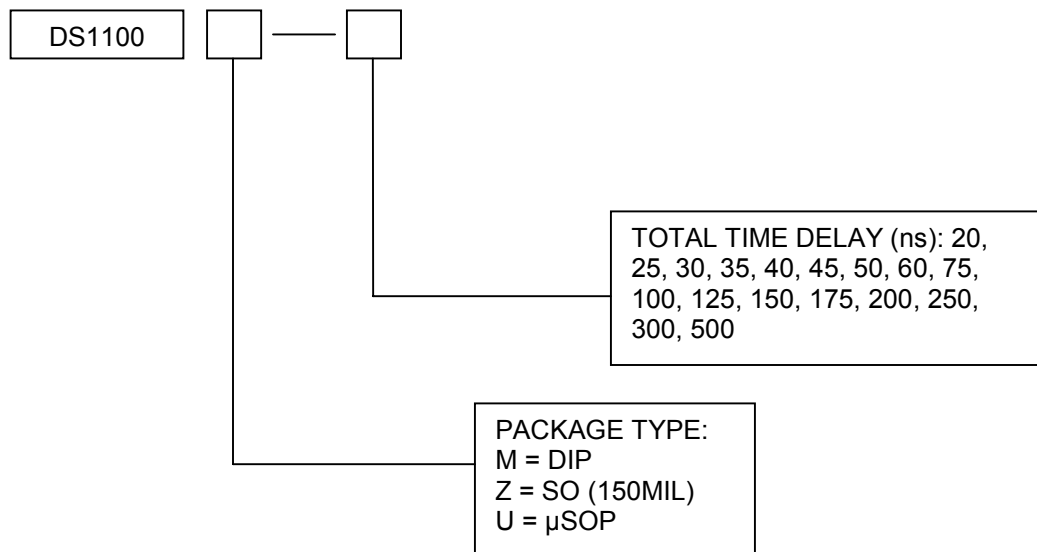 DS1100
TOTAL TIME DELAY (ns): 20,
25, 30, 35, 40, 45, 50, 60, 75,
100, 125, 150, 175, 200, 250,
300, 500
PACKAGE TYPE:
M = DIP
Z = SO (150MIL)
U = µSOP